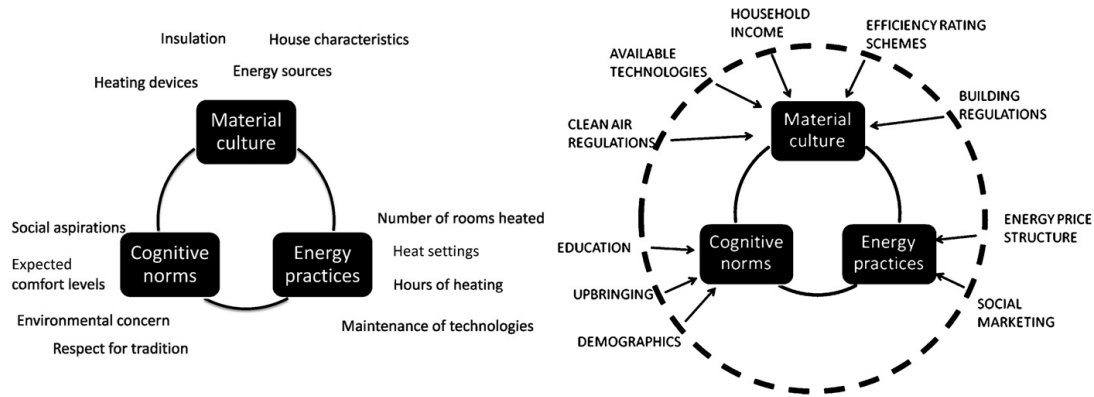 Insulation
House characteristics
Energy sources
Heating devices
Material
culture
Social aspirations
Expected
comfort levels
Environmental concern
Respect for tradition
Cognitive
norms
Energy
practices
Number of rooms heated
Heat settings
Hours of heating
Maintenance of technologies
HOUSEHOLD
INCOME
EFFICIENCY RATING
SCHEMES
AVAILABLE
TECHNOLOGIES
BUILDING
REGULATIONS
CLEAN AIR
REGULATIONS
Material
culture
EDUCATION
UPBRINGING
DEMOGRAPHICS
Cognitive
norms
Energy
practices
ENERGY PRICE
STRUCTURE
SOCIAL
MARKETING